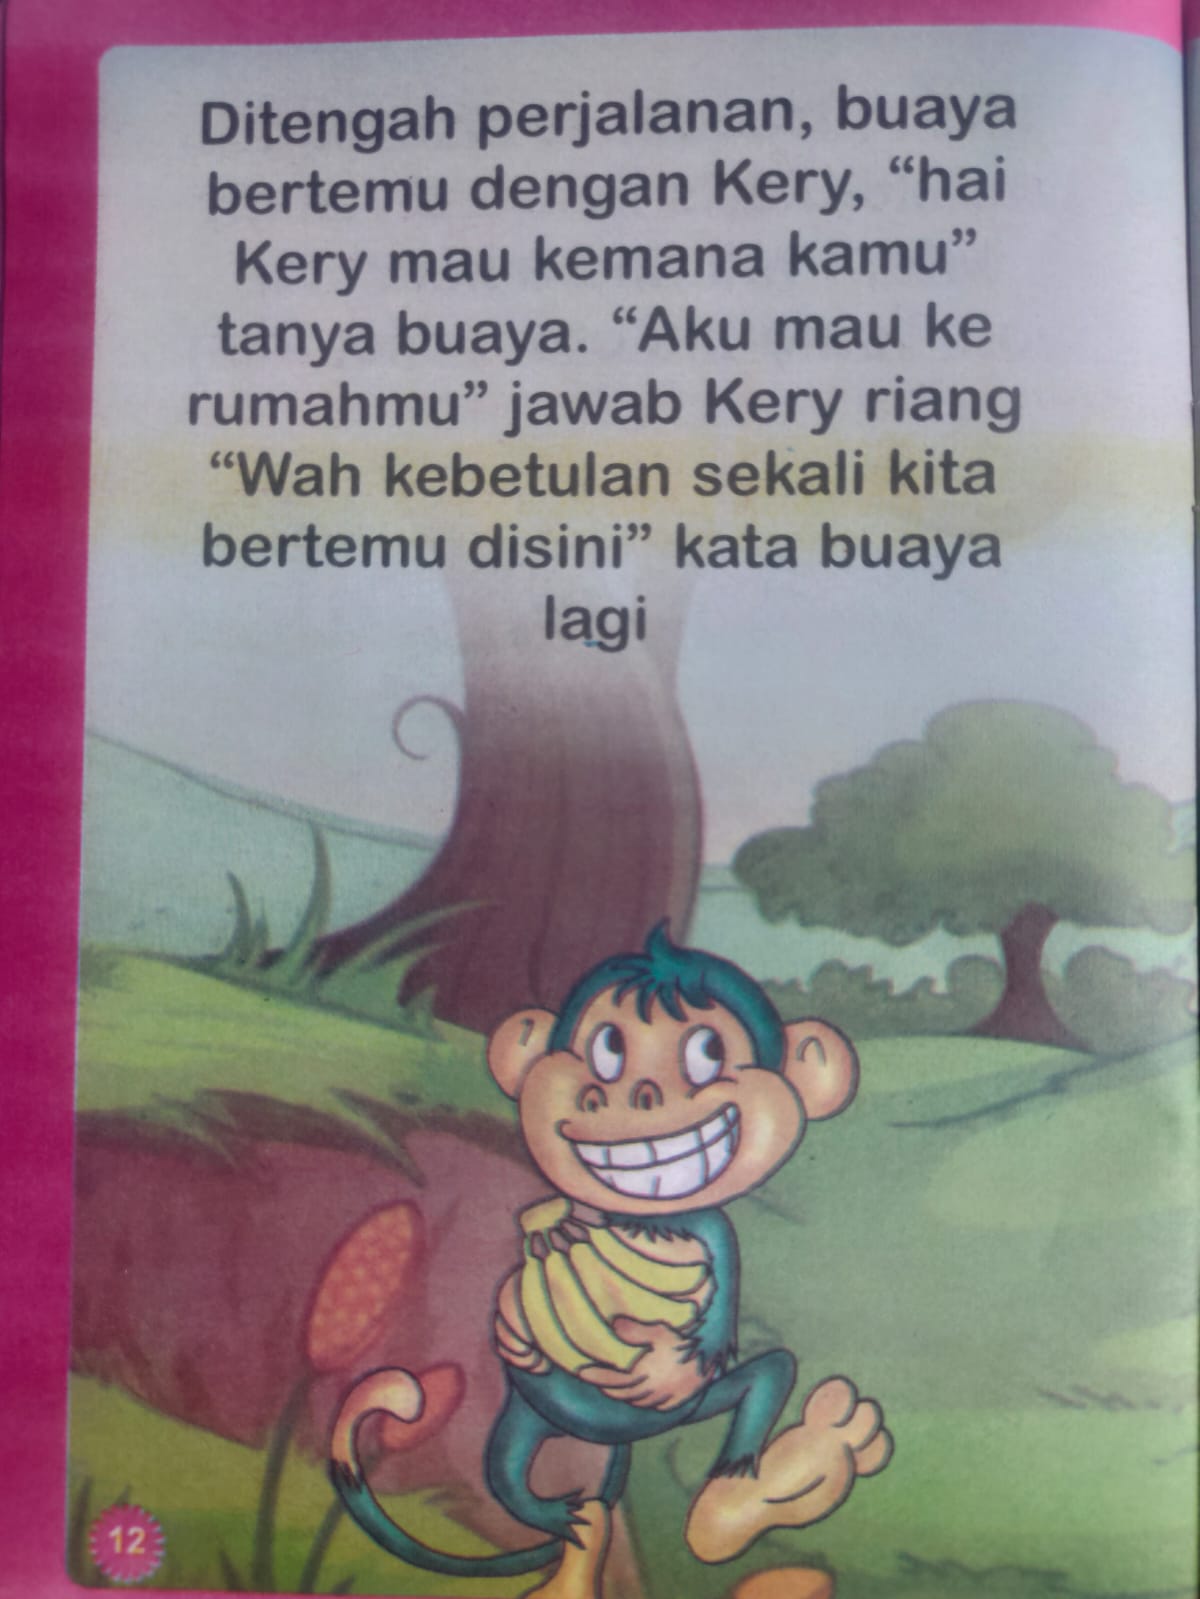 Ditengah perjalanan, buaya
bertemu dengan Kery, “hai
Kery mau kemana kamu”
tanya buaya. “Aku mau ke
rumahmu” jawab Kery riang
“Wah kebetulan sekali kita
bertemu disini” kata buaya
lagi
12